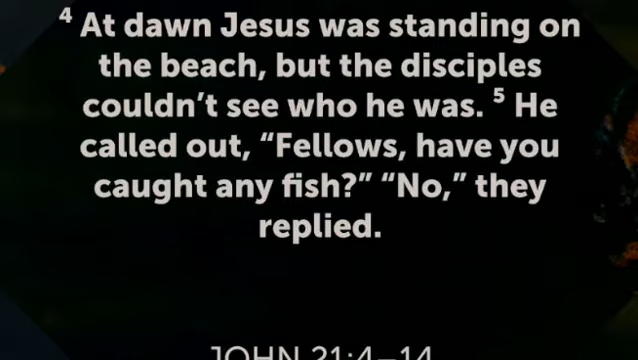 4 At dawn Jesus was standing on
the beach, but the disciples
couldn’t see who he was. 5 He
called out, “Fellows, have you
caught any fish?” “No,” they
replied.
JOHN 21:4–14